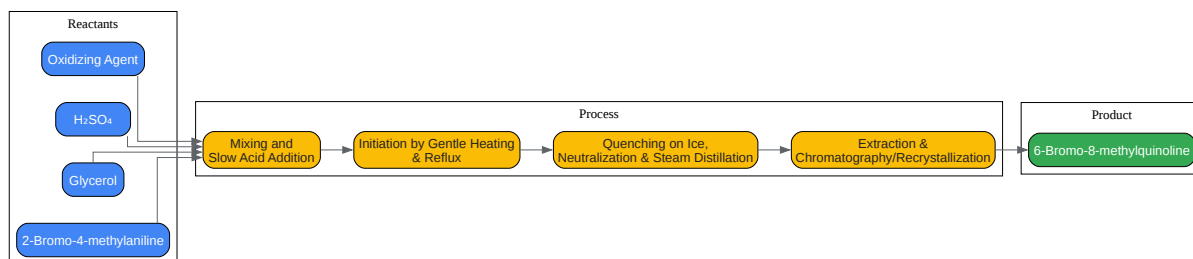 Reactants
Oxidizing Agent
H₂SO₄
Glycerol
2-Bromo-4-methylaniline
Process
Mixing and
Slow Acid Addition
Initiation by Gentle Heating
& Reflux
Quenching on Ice,
Neutralization & Steam Distillation
Extraction &
Chromatography/Recrystallization
Product
6-Bromo-8-methylquinoline